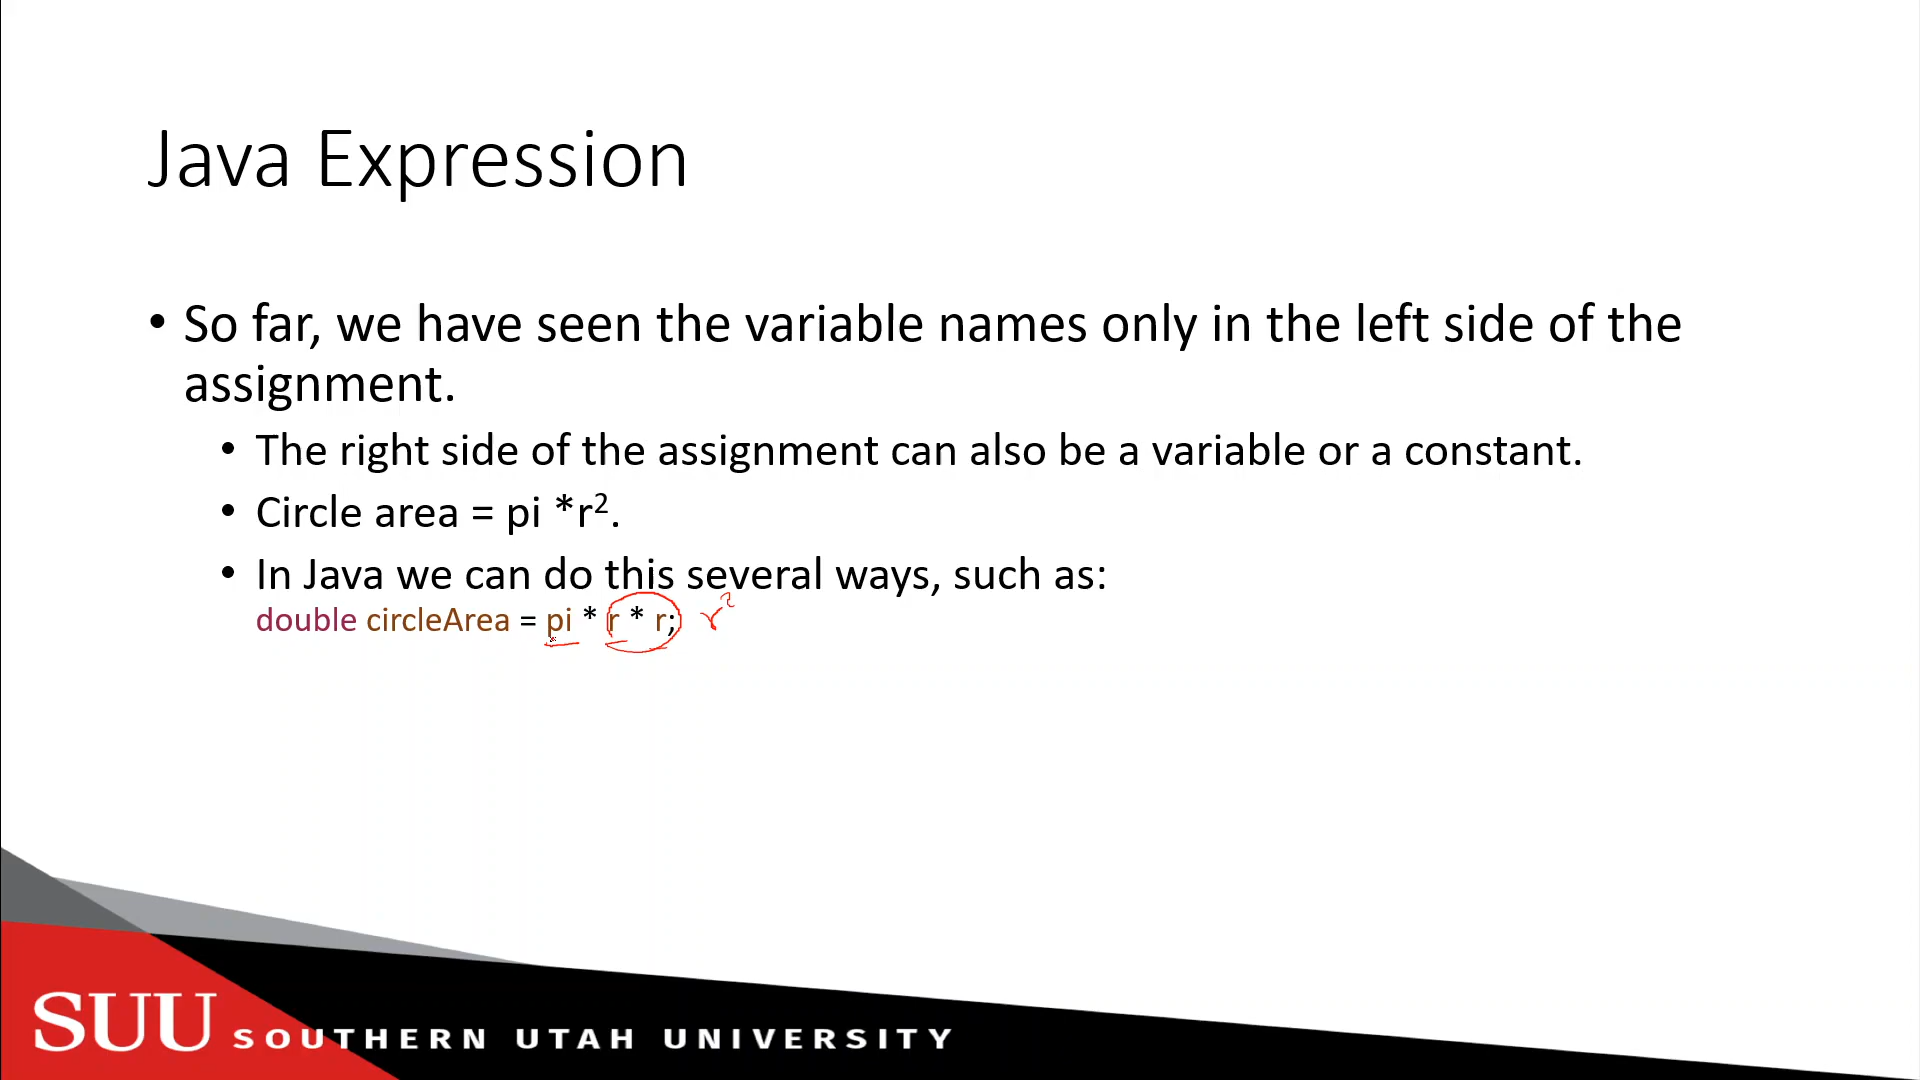 Java Expression
• So far, we have seen the variable names only in the left side of the
assignment.
• The right side of the assignment can also be a variable or a constant.
• Circle area = pi *r².
• In Java we can do this several ways, such as:
double circleArea = pi * r * r; r²
SUU SOUTHERN UTAH UNIVERSITY